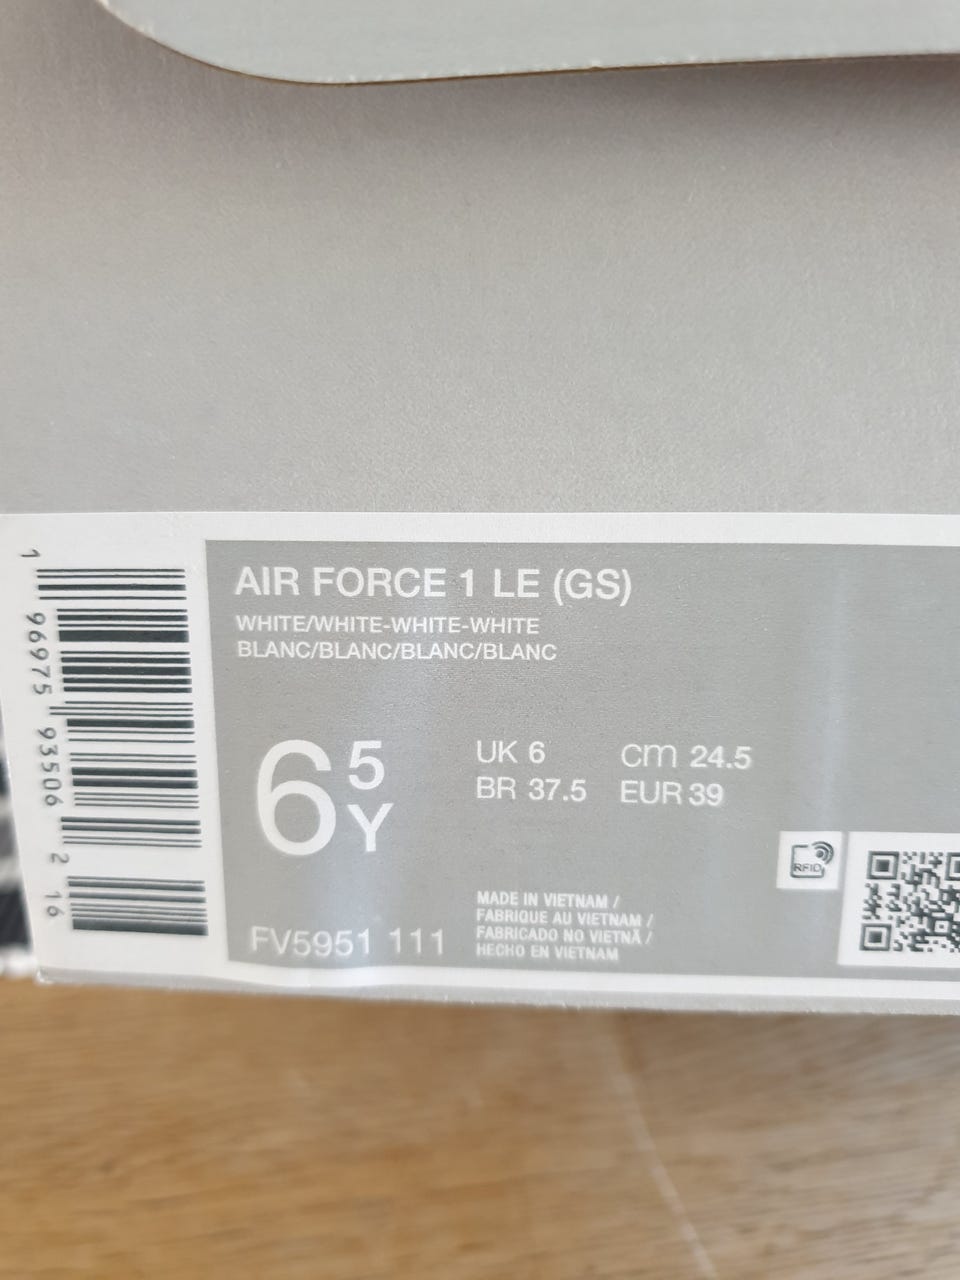 AIR FORCE 1 LE (GS)
WHITE/WHITE-WHITE-WHITE
BLANC/BLANC/BLANC/BLANC
6 5 Y
UK 6 cm 24.5
BR 37.5 EUR 39
FV5951 111
MADE IN VIETNAM /
FABRIQUE AU VIETNAM /
FABRICADO NO VIETNÃ /
HECHO EN VIETNAM
RFID
1 96975 93506 2 16